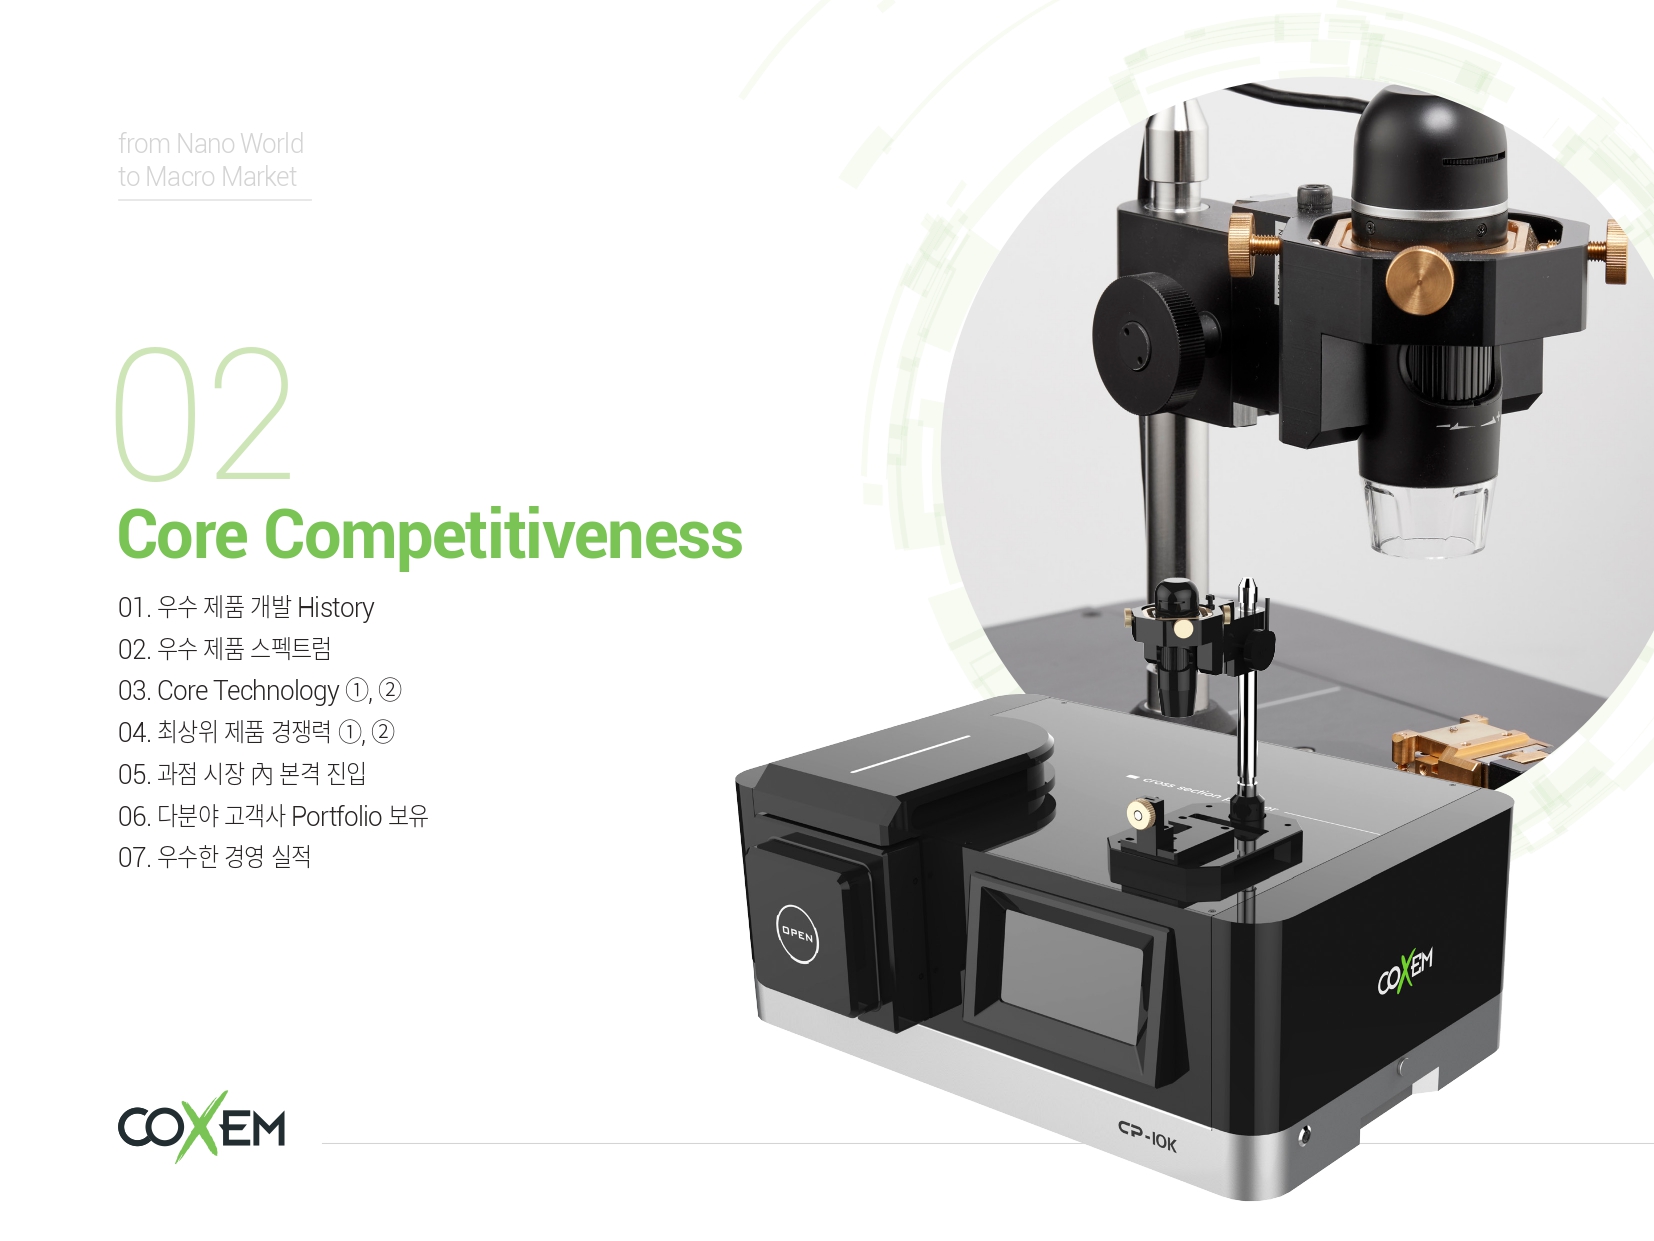 from Nano World
to Macro Market
02
Core Competitiveness
01. 우수 제품 개발 History
02. 우수 제품 스펙트럼
03. Core Technology ①, ②
04. 최상위 제품 경쟁력 ①, ②
05. 과점 시장 內 본격 진입
06. 다분야 고객사 Portfolio 보유
07. 우수한 경영 실적
cross section
OPEN
COXEM
CP-10K
COXEM